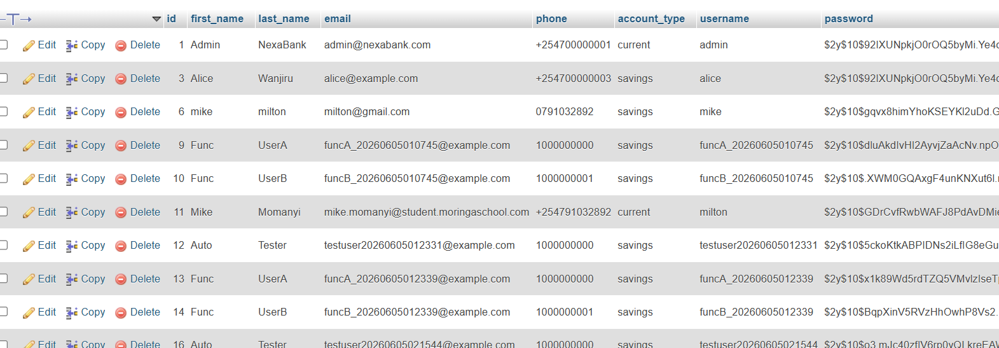 id first_name last_name email phone account_type username password
Edit Copy Delete 1 Admin NexaBank admin@nexabank.com +254700000001 current admin $2y$10$92IXUNpkjO0rOQ5byMi.Ye4o
Edit Copy Delete 3 Alice Wanjiru alice@example.com +254700000003 savings alice $2y$10$92IXUNpkjO0rOQ5byMi.Ye4o
Edit Copy Delete 6 mike milton milton@gmail.com 0791032892 savings mike $2y$10$gqvx8himYhoKSEYKl2uDd.G
Edit Copy Delete 9 Func UserA funcA_20260605010745@example.com 1000000000 savings funcA_20260605010745 $2y$10$dluAkdIvHI2AyvjZaAcNv.npO
Edit Copy Delete 10 Func UserB funcB_20260605010745@example.com 1000000001 savings funcB_20260605010745 $2y$10$.XWM0GQAxgF4unKNXut6l.
Edit Copy Delete 11 Mike Momanyi mike.momanyi@student.moringaschool.com +254791032892 current milton $2y$10$GDrCvfRwbWAFJ8PdAvDMie
Edit Copy Delete 12 Auto Tester testuser20260605012331@example.com 1000000000 savings testuser20260605012331 $2y$10$5ckoKtkABPIDNs2iLfIG8eGu
Edit Copy Delete 13 Func UserA funcA_20260605012339@example.com 1000000000 savings funcA_20260605012339 $2y$10$x1k89Wd5rdTZQ5VMvlzIseT
Edit Copy Delete 14 Func UserB funcB_20260605012339@example.com 1000000001 savings funcB_20260605012339 $2y$10$BqpXinV5RVzHhOwhP8Vs2.
Edit Copy Delete 16 Auto Tester testuser20260605021544@example.com 1000000000 savings testuser20260605021544